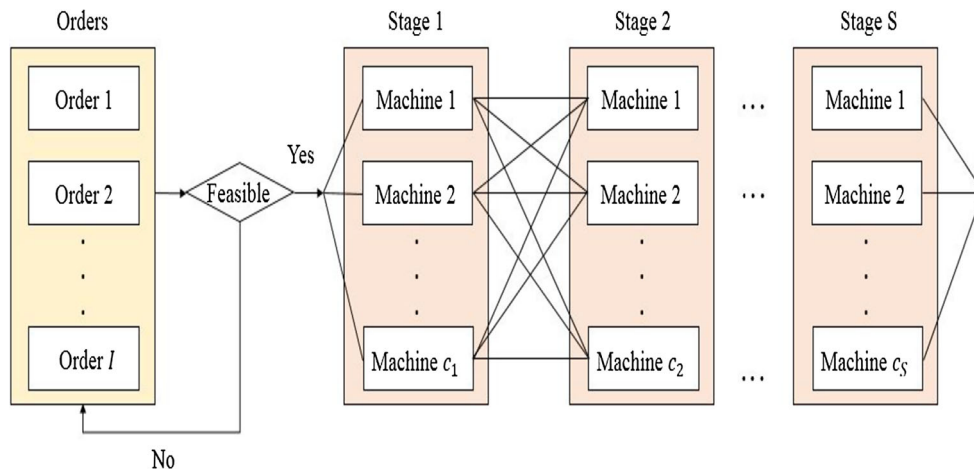 Orders
Stage 1
Stage 2
Stage S
Order 1
Machine 1
Machine 1
...
Machine 1
Yes
Order 2
Feasible
Machine 2
Machine 2
...
Machine 2
Order I
Machine c₁
Machine c₂
...
Machine c_S
No